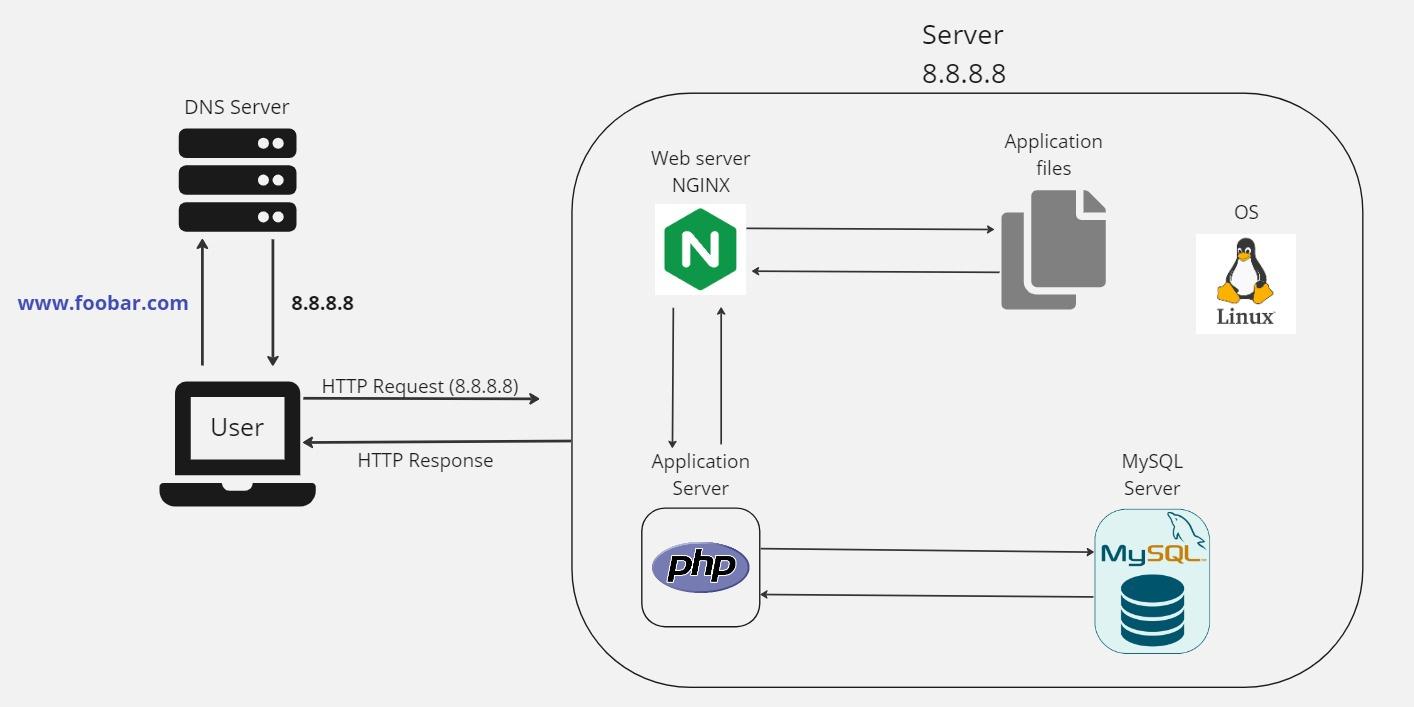 Server
8.8.8.8
DNS Server
Web server
NGINX
N
Application
files
OS
Linux
www.foobar.com
8.8.8.8
HTTP Request (8.8.8.8)
User
HTTP Response
Application
Server
php
MySQL
Server
MySQL